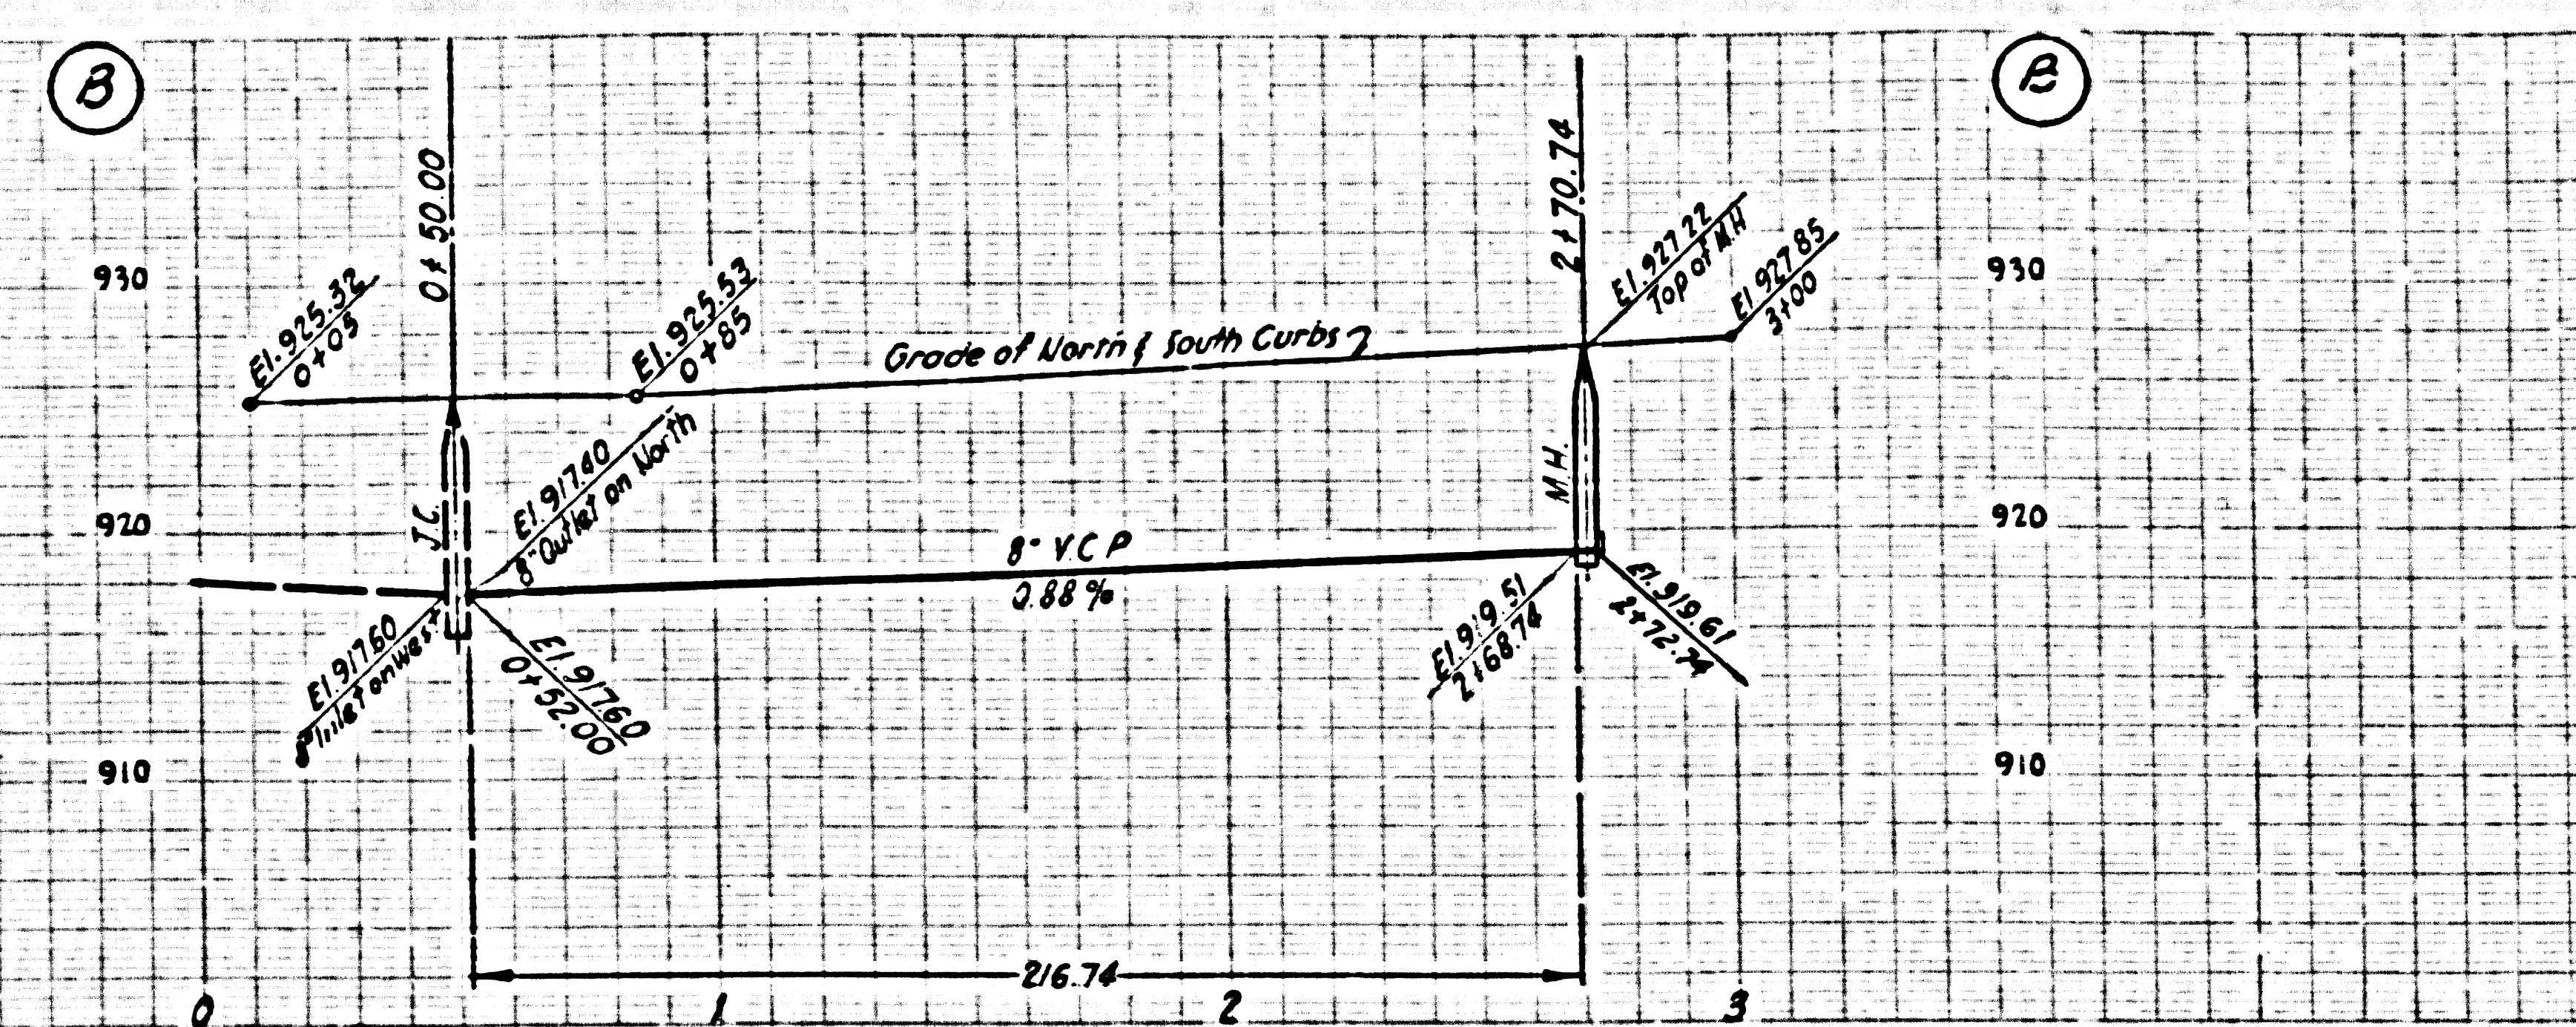 B
B
0+50.00
2+70.74
930
930
El. 925.32
0+05
El. 925.53
0+85
Grade of North & South Curbs
El. 927.22
Top of M.H
El. 927.85
3+00
El. 917.40
8" Outlet on North
J.C.
M.H.
920
920
8" V.C.P
0.88%
El. 917.60
8" Inlet on west
El. 917.60
0+52.00
El. 919.51
2+68.74
El. 919.61
2+72.74
910
910
216.74
0
1
2
3